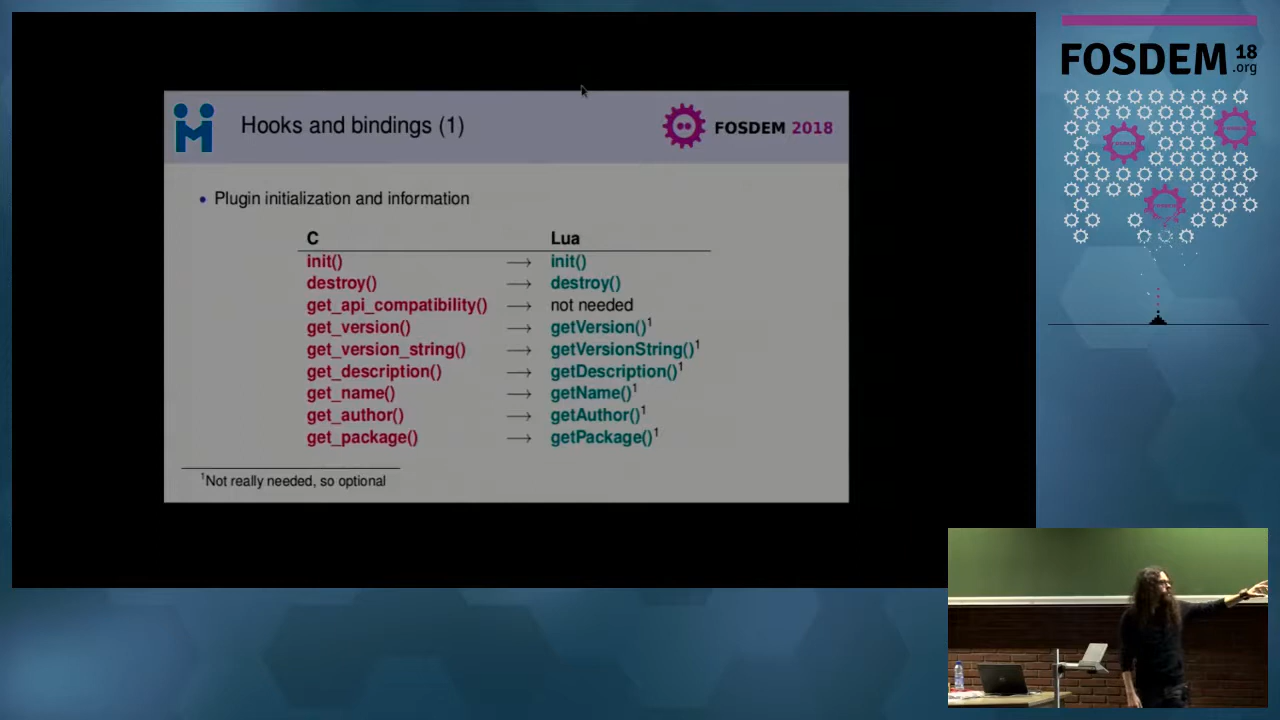 Hooks and bindings (1)
FOSDEM 2018
• Plugin initialization and information
C Lua
init() → init()
destroy() → destroy()
get_api_compatibility() → not needed
get_version() → getVersion()¹
get_version_string() → getVersionString()¹
get_description() → getDescription()¹
get_name() → getName()¹
get_author() → getAuthor()¹
get_package() → getPackage()¹
¹Not really needed, so optional
FOSDEM 18
.org